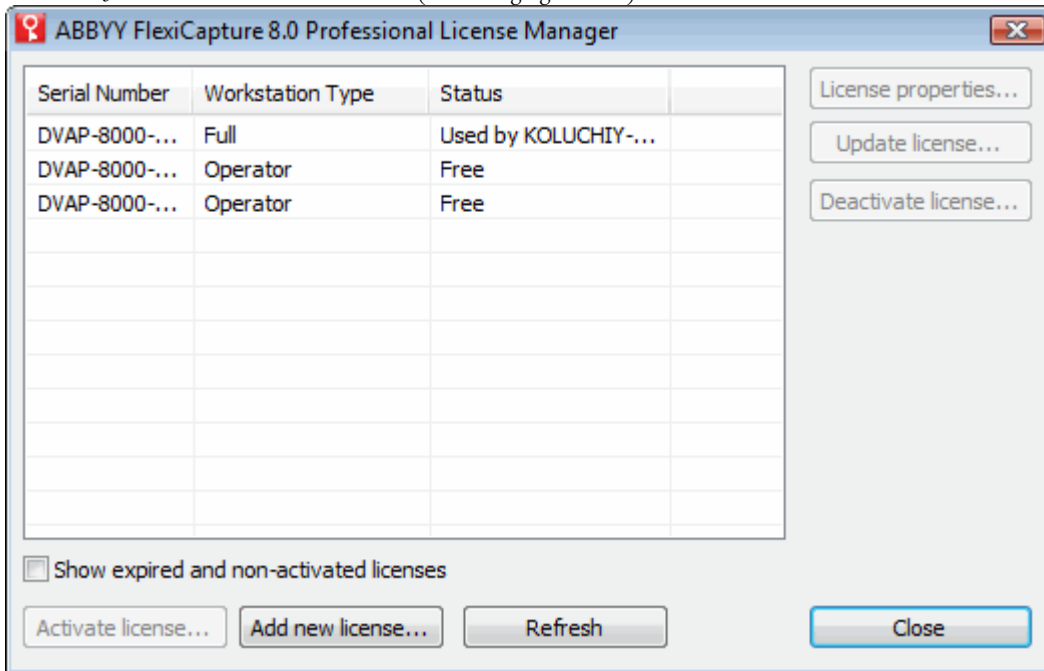 ABBYY FlexiCapture 8.0 Professional License Manager
Serial Number Workstation Type Status
DVAP-8000-... Full Used by KOLUCHIY-...
DVAP-8000-... Operator Free
DVAP-8000-... Operator Free
License properties...
Update license...
Deactivate license...
Show expired and non-activated licenses
Activate license... Add new license... Refresh Close